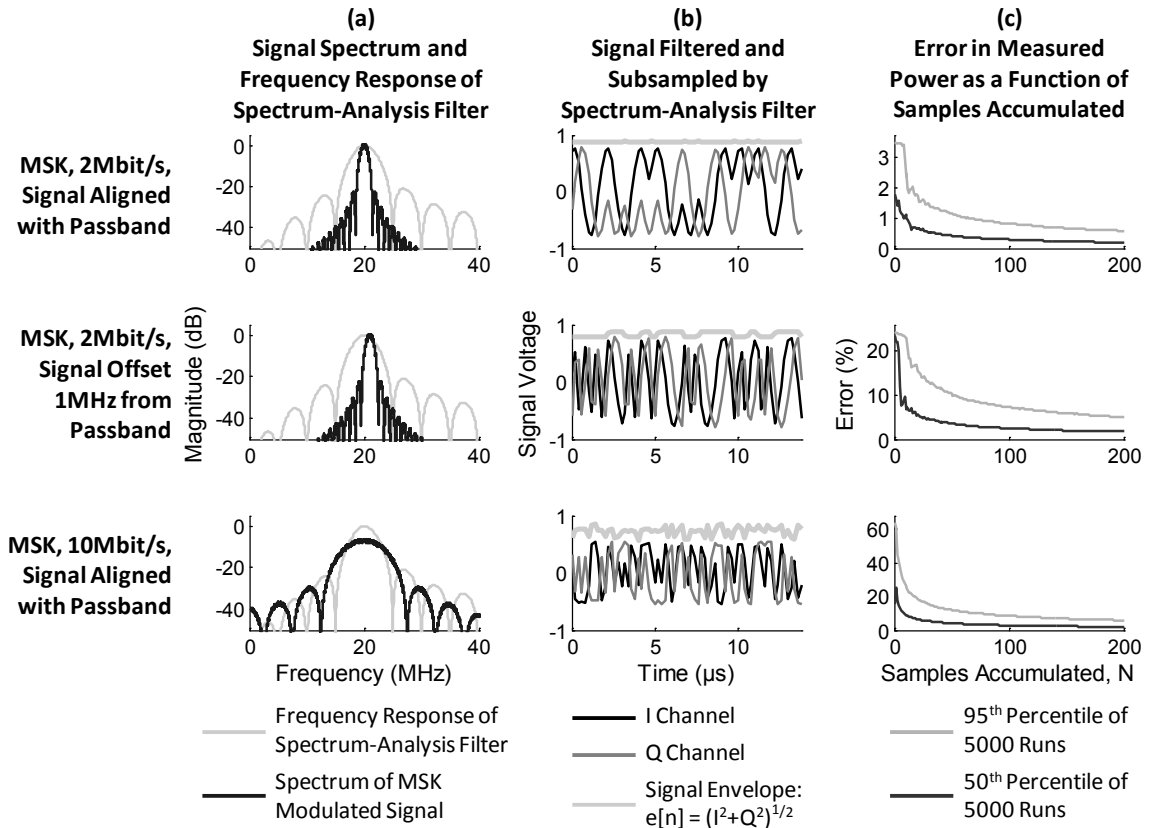 (a)
Signal Spectrum and
Frequency Response of
Spectrum-Analysis Filter
(b)
Signal Filtered and
Subsampled by
Spectrum-Analysis Filter
(c)
Error in Measured
Power as a Function of
Samples Accumulated
MSK, 2Mbit/s,
Signal Aligned
with Passband
0
-20
-40
0 20 40
1
0
-1
0 5 10
3
2
1
0
0 100 200
MSK, 2Mbit/s,
Signal Offset
1MHz from
Passband
Magnitude (dB)
0
-20
-40
0 20 40
Signal Voltage
1
0
-1
0 5 10
Error (%)
20
10
0
0 100 200
MSK, 10Mbit/s,
Signal Aligned
with Passband
0
-20
-40
0 20 40
Frequency (MHz)
1
0
-1
0 5 10
Time (µs)
60
40
20
0
0 100 200
Samples Accumulated, N
Frequency Response of
Spectrum-Analysis Filter
Spectrum of MSK
Modulated Signal
I Channel
Q Channel
Signal Envelope:
e[n] = (I²+Q²)^1/2
95th Percentile of
5000 Runs
50th Percentile of
5000 Runs